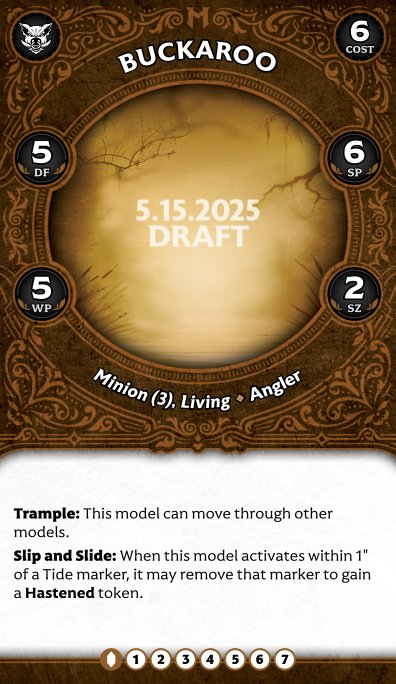 BUCKAROO
6
COST
5
DF
6
SP
5.15.2025
DRAFT
5
WP
2
SZ
Minion (3), Living ⬥ Angler
Trample: This model can move through other
models.
Slip and Slide: When this model activates within 1"
of a Tide marker, it may remove that marker to gain
a Hastened token.
1 2 3 4 5 6 7